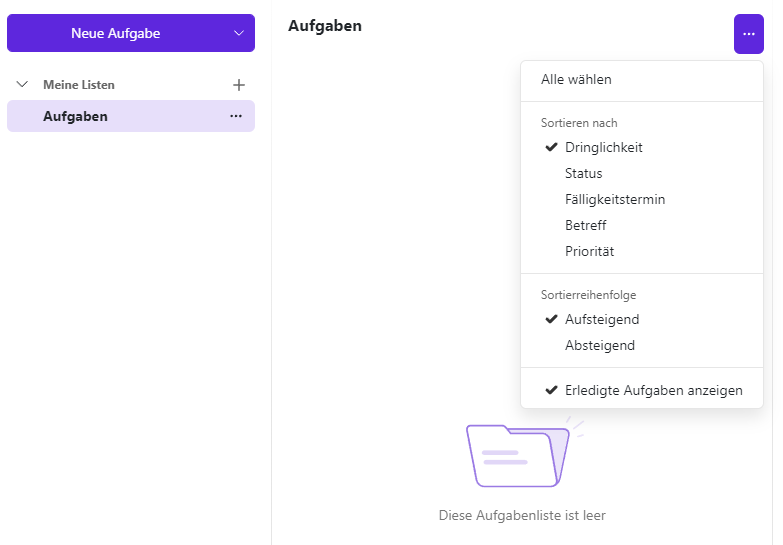 Neue Aufgabe
Meine Listen
Aufgaben
Aufgaben
Alle wählen
Sortieren nach
Dringlichkeit
Status
Fälligkeitstermin
Betreff
Priorität
Sortierreihenfolge
Aufsteigend
Absteigend
Erledigte Aufgaben anzeigen
Diese Aufgabenliste ist leer